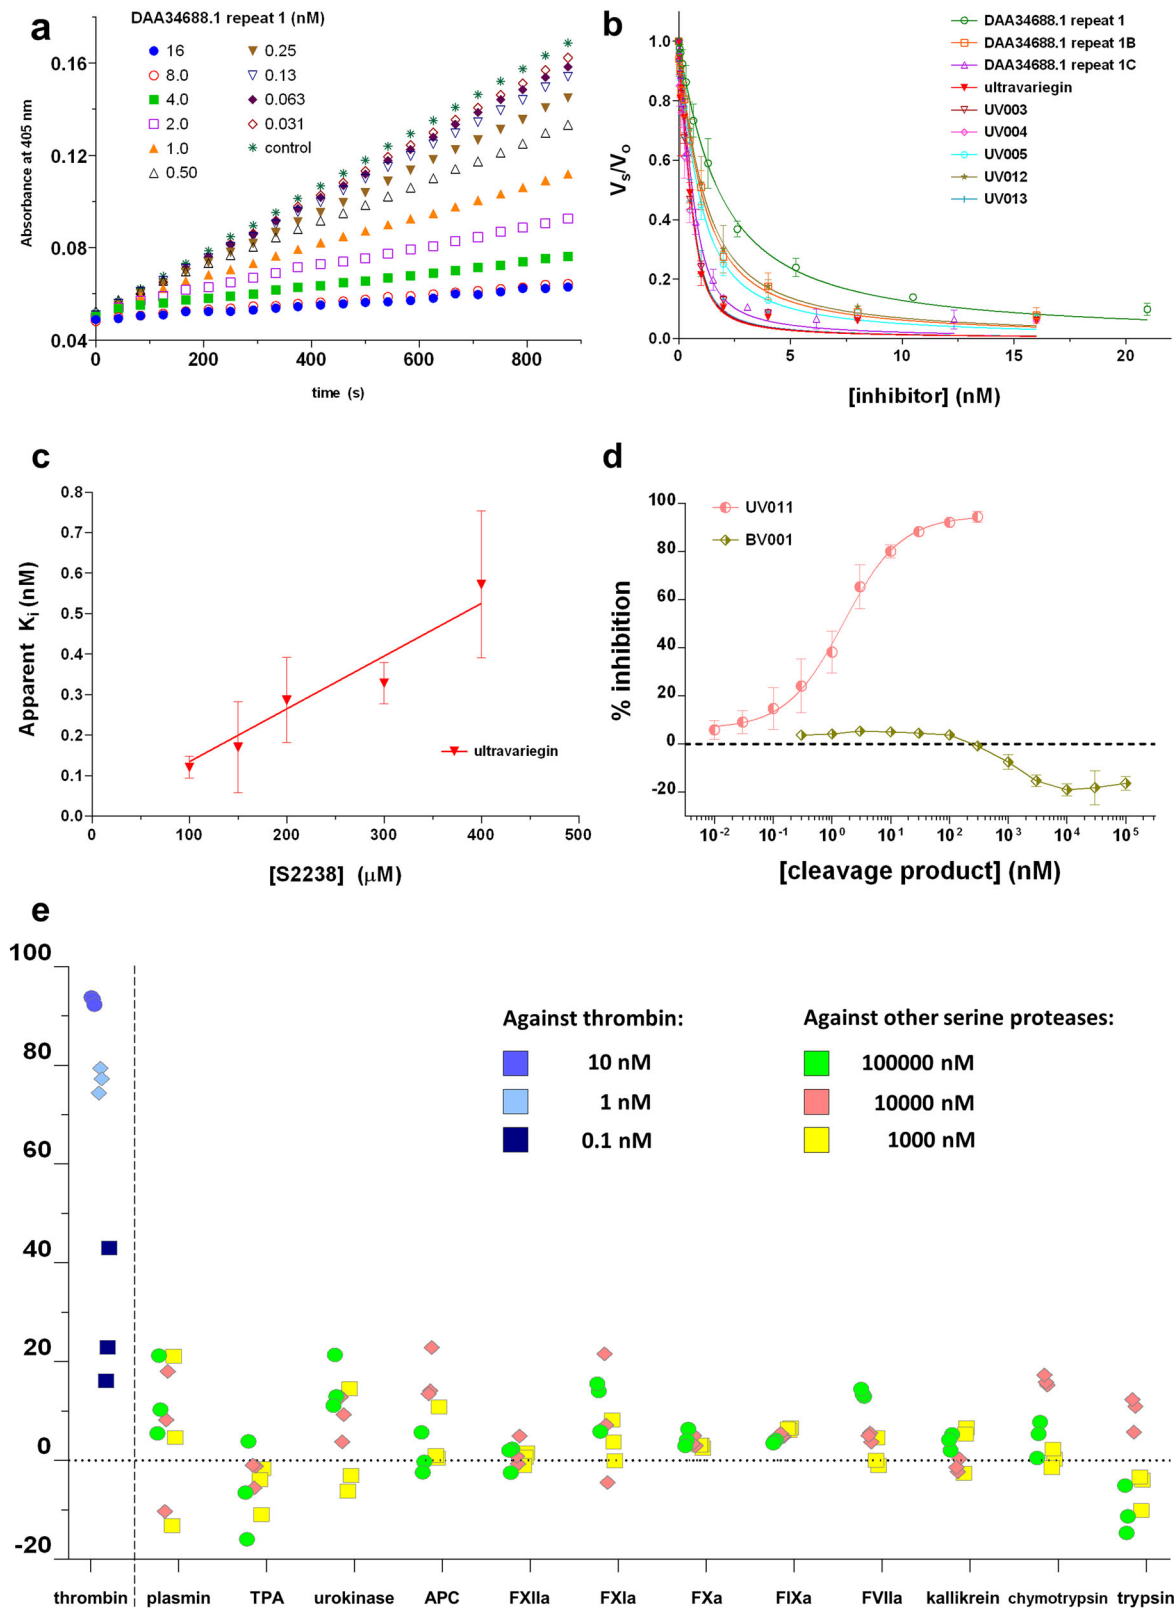 a
DAA34688.1 repeat 1 (nM)
16
8.0
4.0
2.0
1.0
0.50
0.25
0.13
0.063
0.031
control
Absorbance at 405 nm
0.16
0.12
0.08
0.04
0 200 400 600 800
time (s)
b
DAA34688.1 repeat 1
DAA34688.1 repeat 1B
DAA34688.1 repeat 1C
ultravariegin
UV003
UV004
UV005
UV012
UV013
Vs/Vo
1.0
0.8
0.6
0.4
0.2
0.0
0 5 10 15 20
[inhibitor] (nM)
c
Apparent Ki (nM)
0.8
0.7
0.6
0.5
0.4
0.3
0.2
0.1
0.0
ultravariegin
0 100 200 300 400 500
[S2238] (μM)
d
UV011
BV001
% inhibition
100
80
60
40
20
0
-20
10-2 10-1 100 101 102 103 104 105
[cleavage product] (nM)
e
100
80
60
40
20
0
-20
Against thrombin:
10 nM
1 nM
0.1 nM
Against other serine proteases:
100000 nM
10000 nM
1000 nM
thrombin plasmin TPA urokinase APC FXIIa FXIa FXa FIXa FVIIa kallikrein chymotrypsin trypsin